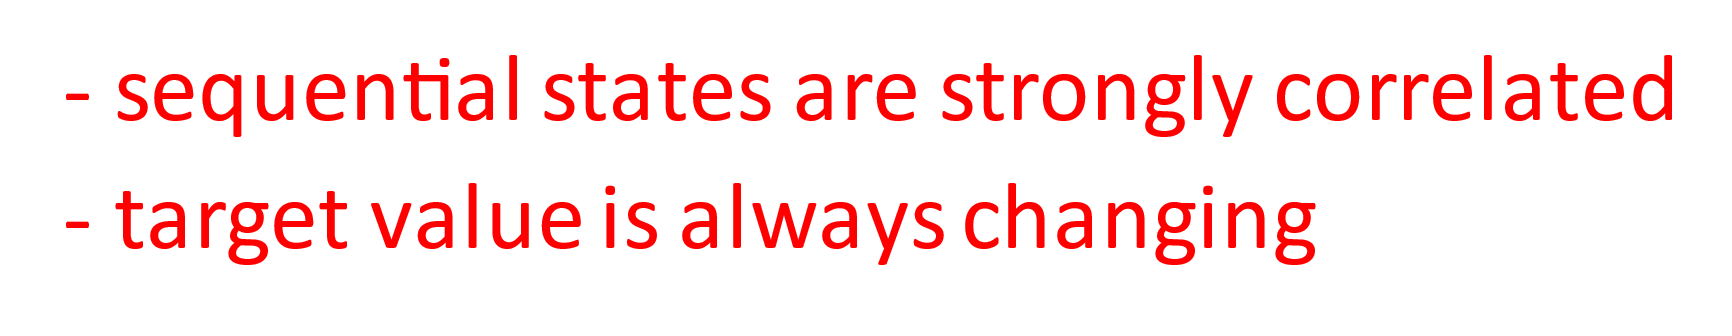 - sequential states are strongly correlated
- target value is always changing